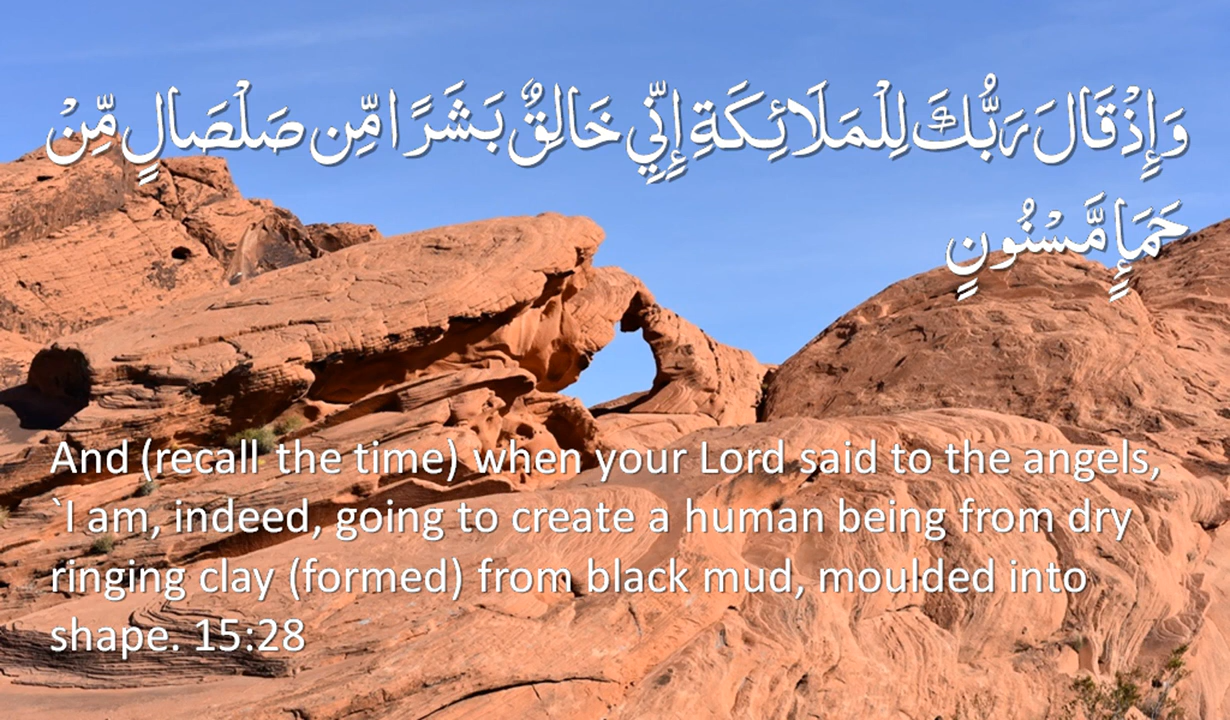 وَإِذْ قَالَ رَبُّكَ لِلْمَلَائِكَةِ إِنِّي خَالِقٌ بَشَرًا مِّن صَلْصَالٍ مِّنْ
حَمَإٍ مَّسْنُونٍ
And (recall the time) when your Lord said to the angels,
`I am, indeed, going to create a human being from dry
ringing clay (formed) from black mud, moulded into
shape. 15:28